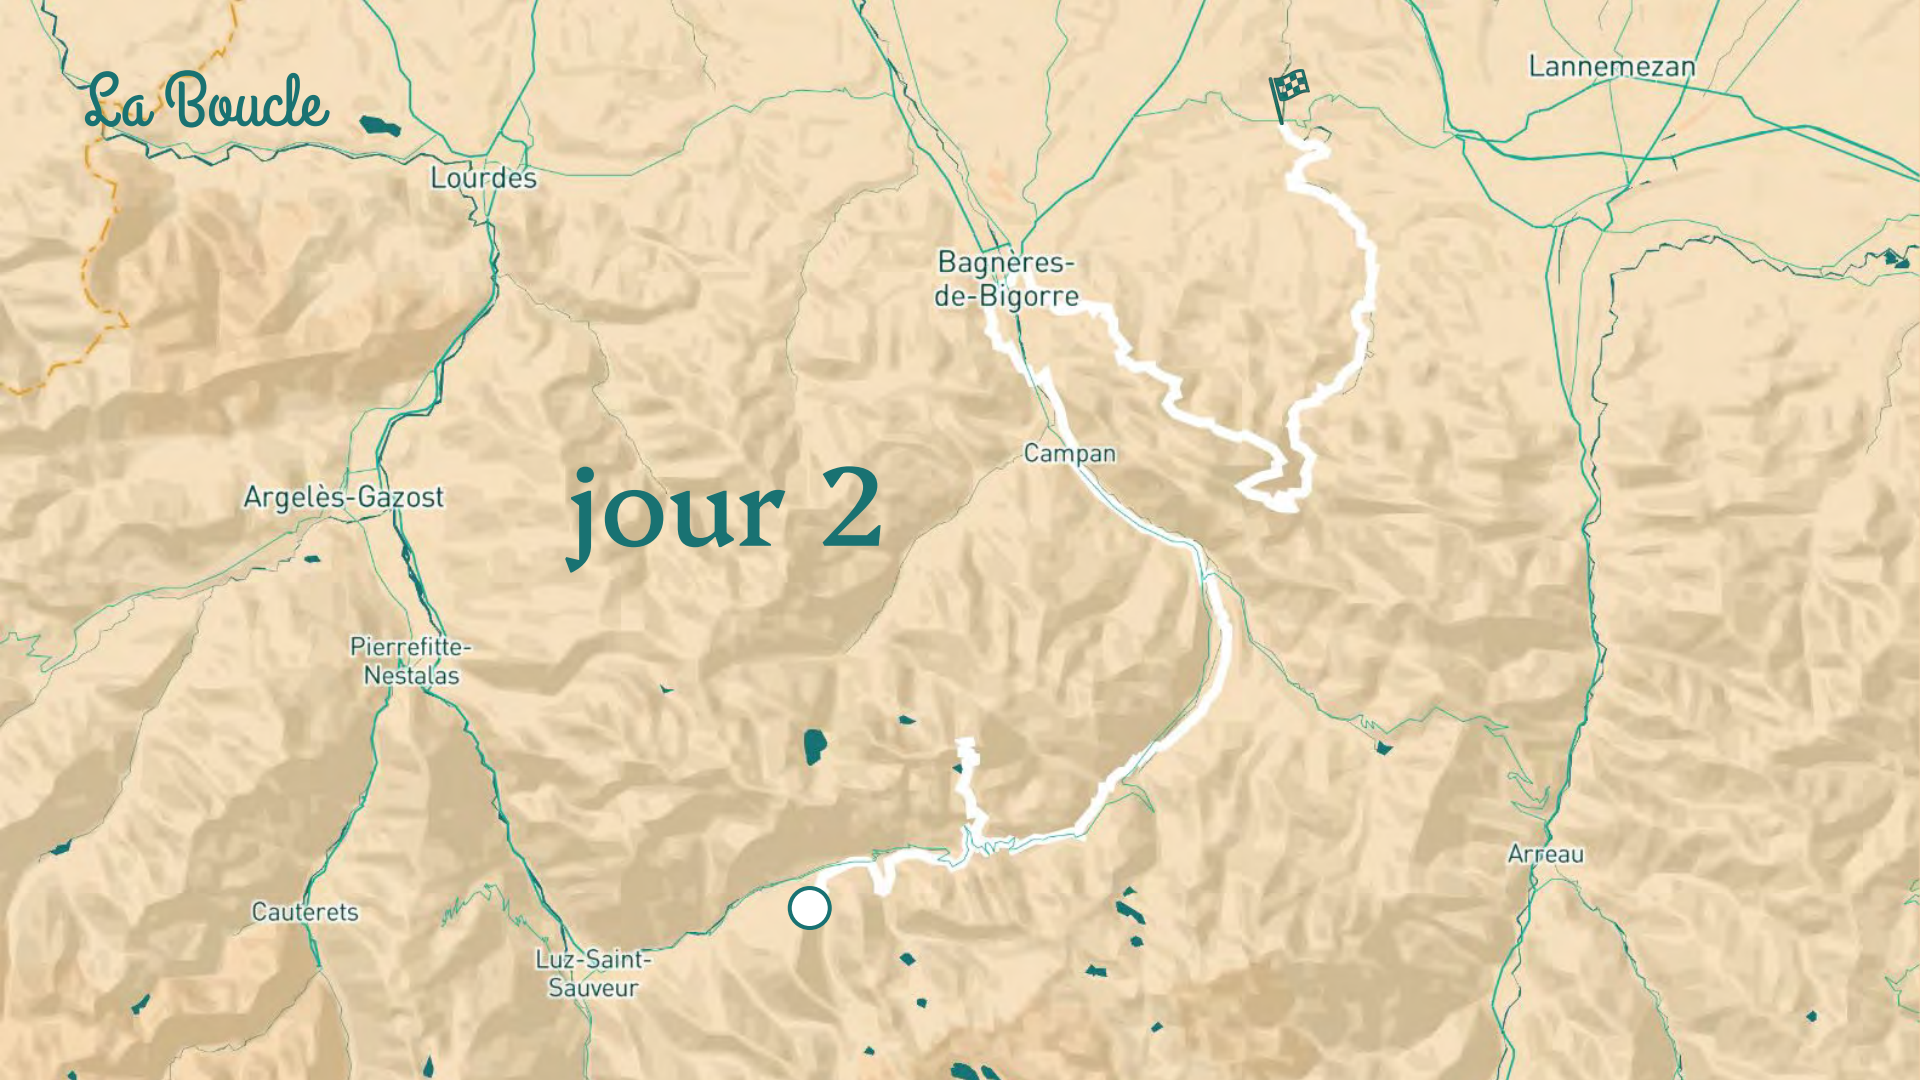 La Boucle
Lannemezan
Lourdes
Bagnères-
de-Bigorre
Campan
jour 2
Argelès-Gazost
Pierrefitte-
Nestalas
Arreau
Cauterets
Luz-Saint-
Sauveur